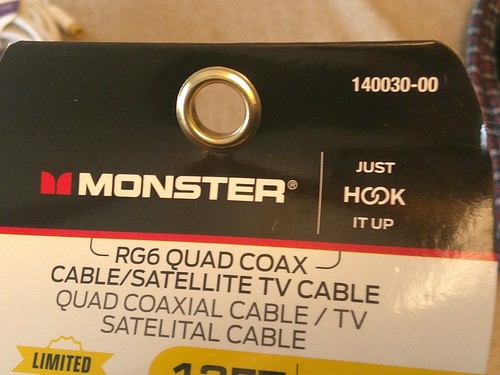 140030-00
MONSTER®
JUST
HOOK
IT UP
RG6 QUAD COAX
CABLE/SATELLITE TV CABLE
QUAD COAXIAL CABLE / TV
SATELITAL CABLE
LIMITED